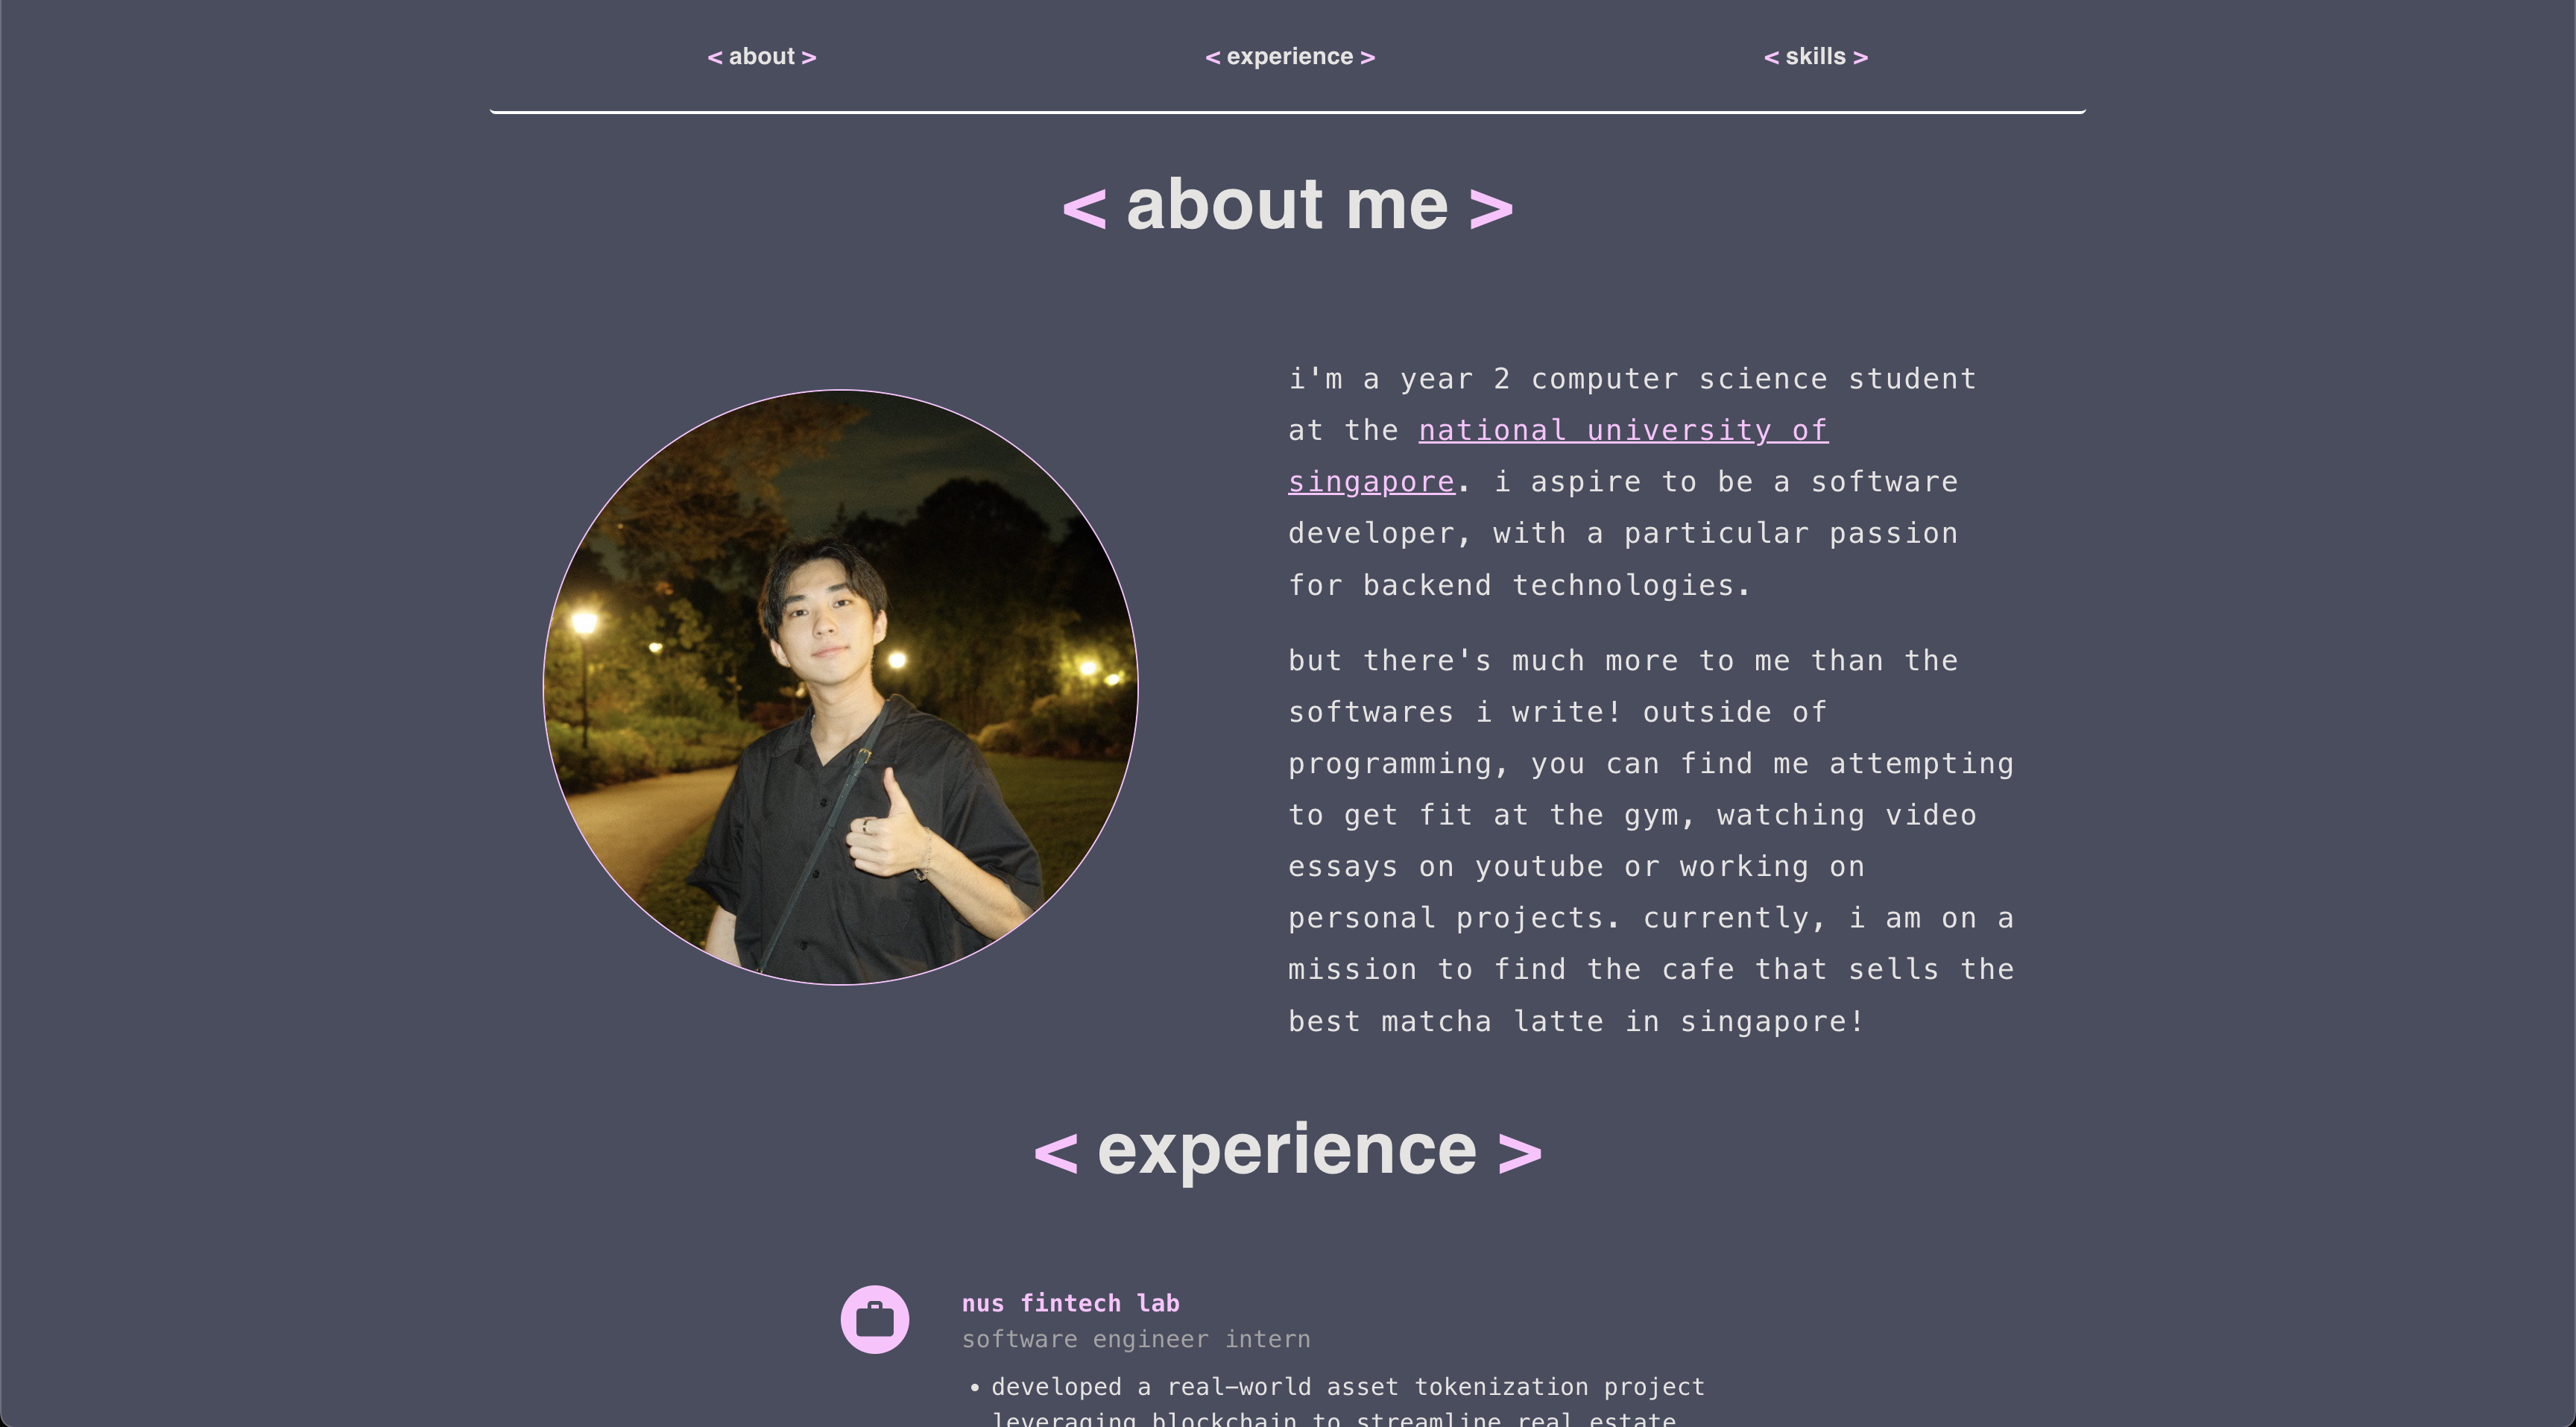 < about > < experience > < skills >
< about me >
i'm a year 2 computer science student
at the national university of
singapore. i aspire to be a software
developer, with a particular passion
for backend technologies.
but there's much more to me than the
softwares i write! outside of
programming, you can find me attempting
to get fit at the gym, watching video
essays on youtube or working on
personal projects. currently, i am on a
mission to find the cafe that sells the
best matcha latte in singapore!
< experience >
nus fintech lab
software engineer intern
• developed a real-world asset tokenization project
leveraging blockchain to streamline real estate